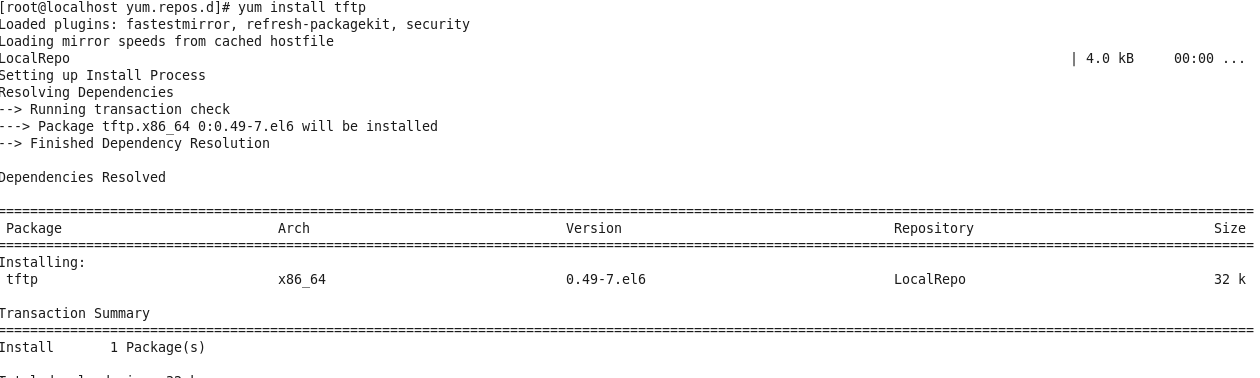 [root@localhost yum.repos.d]# yum install tftp
Loaded plugins: fastestmirror, refresh-packagekit, security
Loading mirror speeds from cached hostfile
LocalRepo | 4.0 kB 00:00 ...
Setting up Install Process
Resolving Dependencies
--> Running transaction check
---> Package tftp.x86_64 0:0.49-7.el6 will be installed
--> Finished Dependency Resolution
Dependencies Resolved
Package Arch Version Repository Size
Installing:
tftp x86_64 0.49-7.el6 LocalRepo 32 k
Transaction Summary
Install 1 Package(s)